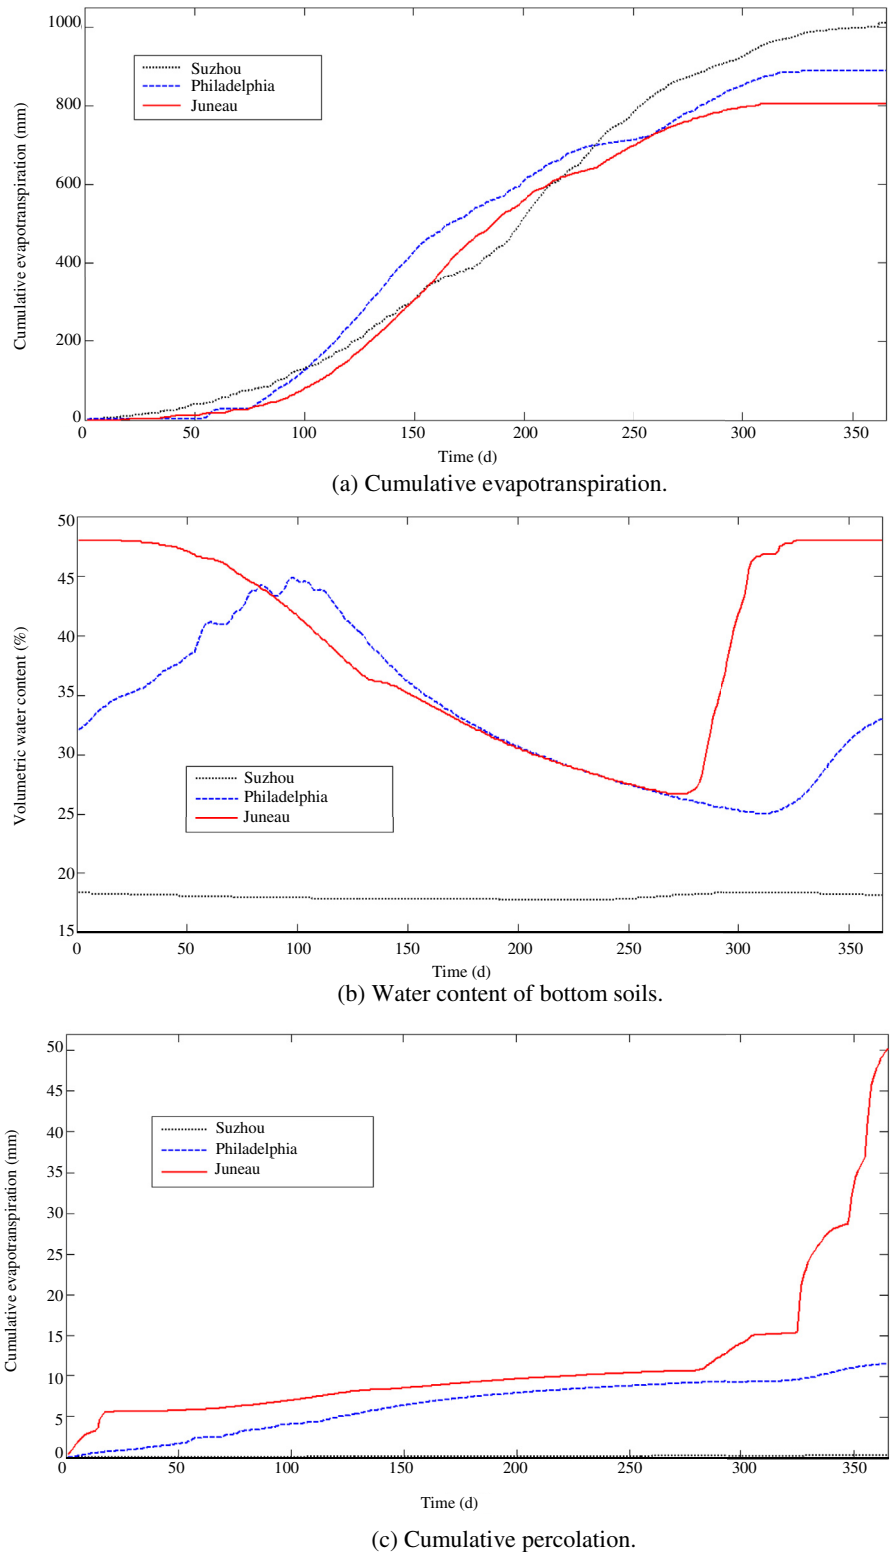 1000
800
600
400
200
0
Cumulative evapotranspiration (mm)
Suzhou
Philadelphia
Juneau
0 50 100 150 200 250 300 350
Time (d)
(a) Cumulative evapotranspiration.
50
45
40
35
30
25
20
15
Volumetric water content (%)
Suzhou
Philadelphia
Juneau
0 50 100 150 200 250 300 350
Time (d)
(b) Water content of bottom soils.
50
45
40
35
30
25
20
15
10
5
0
Cumulative evapotranspiration (mm)
Suzhou
Philadelphia
Juneau
0 50 100 150 200 250 300 350
Time (d)
(c) Cumulative percolation.